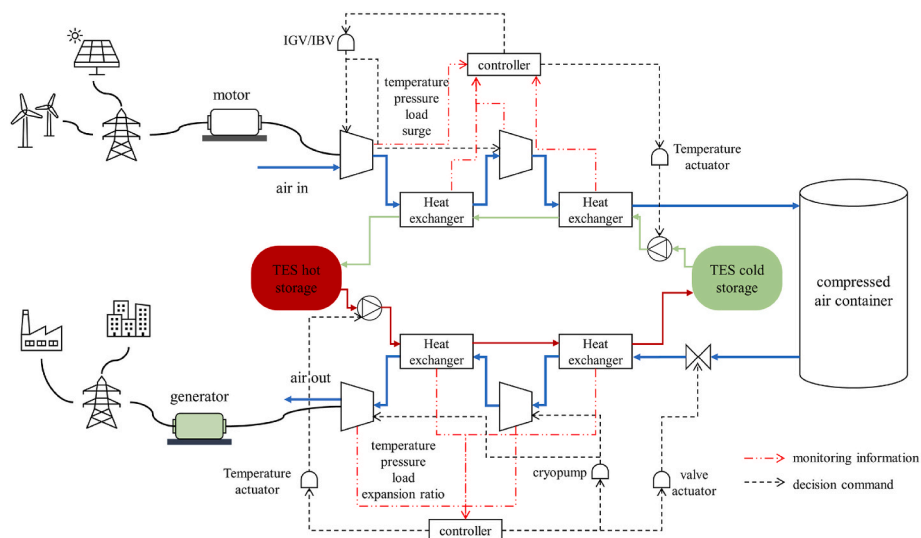 IGV/IBV
controller
motor
temperature
pressure
load
surge
Temperature
actuator
air in
Heat
exchanger
Heat
exchanger
TES hot
storage
TES cold
storage
compressed
air container
Heat
exchanger
Heat
exchanger
air out
generator
temperature
pressure
load
expansion ratio
Temperature
actuator
cryopump
valve
actuator
controller
monitoring information
decision command